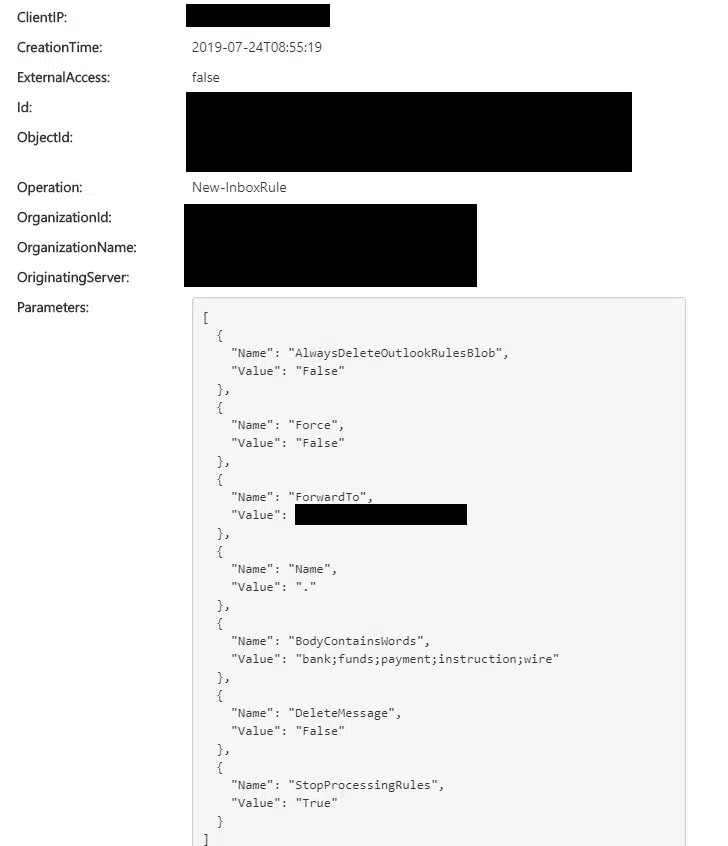 ClientIP:
CreationTime: 2019-07-24T08:55:19
ExternalAccess: false
Id:
ObjectId:
Operation: New-InboxRule
OrganizationId:
OrganizationName:
OriginatingServer:
Parameters:
[
  {
    "Name": "AlwaysDeleteOutlookRulesBlob",
    "Value": "False"
  },
  {
    "Name": "Force",
    "Value": "False"
  },
  {
    "Name": "ForwardTo",
    "Value":
  },
  {
    "Name": "Name",
    "Value": "."
  },
  {
    "Name": "BodyContainsWords",
    "Value": "bank;funds;payment;instruction;wire"
  },
  {
    "Name": "DeleteMessage",
    "Value": "False"
  },
  {
    "Name": "StopProcessingRules",
    "Value": "True"
  }
]